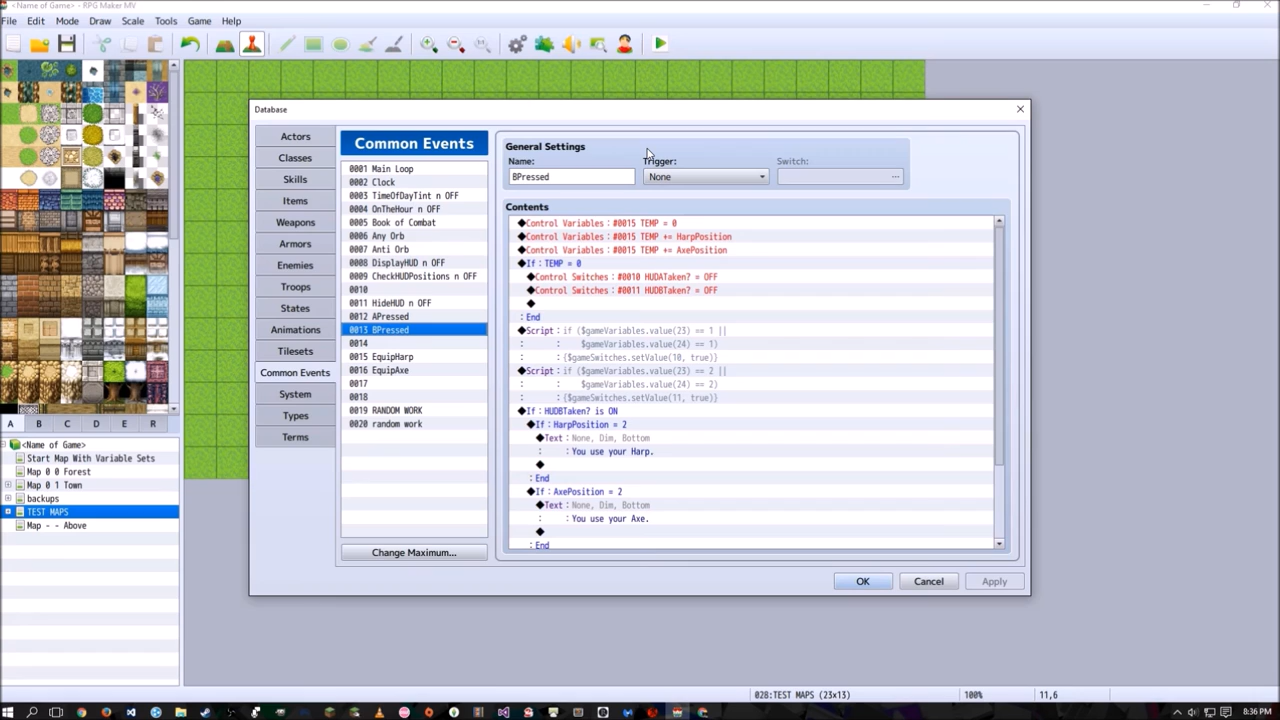 <Name of Game> - RPG Maker MV
File Edit Mode Draw Scale Tools Game Help
Database
Actors
Classes
Skills
Items
Weapons
Armors
Enemies
Troops
States
Animations
Tilesets
Common Events
System
Types
Terms
Common Events
0001 Main Loop
0002 Clock
0003 TimeOfDayTint n OFF
0004 OnTheHour n OFF
0005 Book of Combat
0006 Any Orb
0007 Anti Orb
0008 DisplayHUD n OFF
0009 CheckHUDPositions n OFF
0010
0011 HideHUD n OFF
0012 APressed
0013 BPressed
0014
0015 EquipHarp
0016 EquipAxe
0017
0018
0019 RANDOM WORK
0020 random work
Change Maximum...
General Settings
Name: Trigger: Switch:
BPressed None ...
Contents
◆Control Variables：#0015 TEMP = 0
◆Control Variables：#0015 TEMP += HarpPosition
◆Control Variables：#0015 TEMP += AxePosition
◆If：TEMP = 0
◆Control Switches：#0010 HUDATaken? = OFF
◆Control Switches：#0011 HUDBTaken? = OFF
◆
：End
◆Script：if ($gameVariables.value(23) == 1 ||
： ： $gameVariables.value(24) == 1)
： ： {$gameSwitches.setValue(10, true)}
◆Script：if ($gameVariables.value(23) == 2 ||
： ： $gameVariables.value(24) == 2)
： ： {$gameSwitches.setValue(11, true)}
◆If：HUDBTaken? is ON
◆If：HarpPosition = 2
◆Text：None, Dim, Bottom
： ：You use your Harp.
◆
：End
◆If：AxePosition = 2
◆Text：None, Dim, Bottom
： ：You use your Axe.
◆
：End
OK Cancel Apply
A B C D E R
<Name of Game>
Start Map With Variable Sets
Map 0 0 Forest
Map 0 1 Town
backups
TEST MAPS
Map - - Above
028:TEST MAPS (23x13) 100% 11,6
8:36 PM